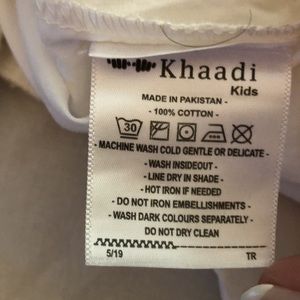 Khaadi
Kids
MADE IN PAKISTAN -
- 100% COTTON -
30
- MACHINE WASH COLD GENTLE OR DELICATE -
- WASH INSIDEOUT -
- LINE DRY IN SHADE -
- HOT IRON IF NEEDED
- DO NOT IRON EMBELLISHMENTS -
- WASH DARK COLOURS SEPARATELY -
- DO NOT DRY CLEAN
5/19 TR